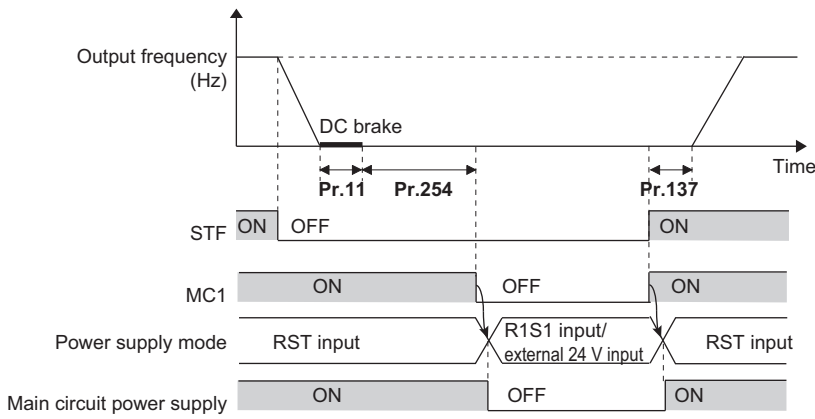 Output frequency
(Hz)
DC brake
Time
Pr.11 Pr.254 Pr.137
STF ON OFF ON
MC1 ON OFF ON
Power supply mode RST input R1S1 input/
external 24 V input RST input
Main circuit power supply ON OFF ON